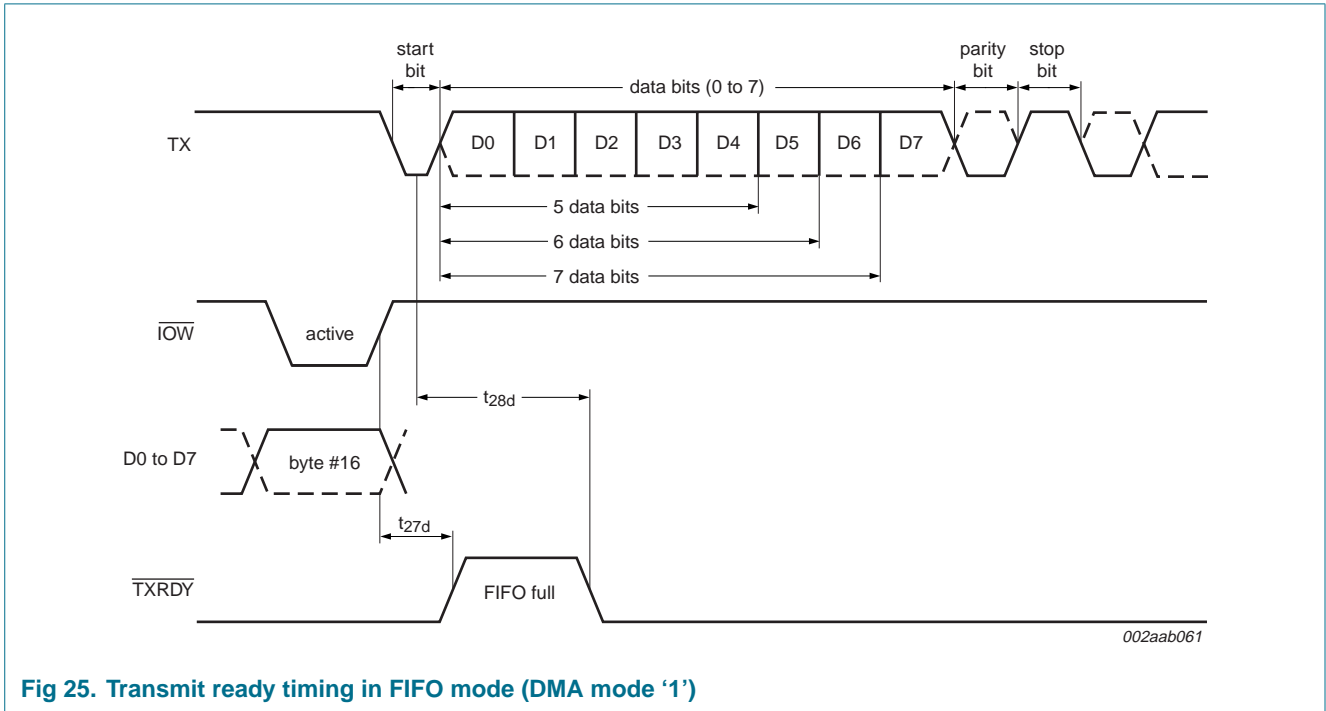 start
bit
data bits (0 to 7)
parity
bit
stop
bit
TX
D0 D1 D2 D3 D4 D5 D6 D7
5 data bits
6 data bits
7 data bits
IOW
active
t28d
D0 to D7
byte #16
t27d
TXRDY
FIFO full
002aab061
Fig 25. Transmit ready timing in FIFO mode (DMA mode ‘1’)